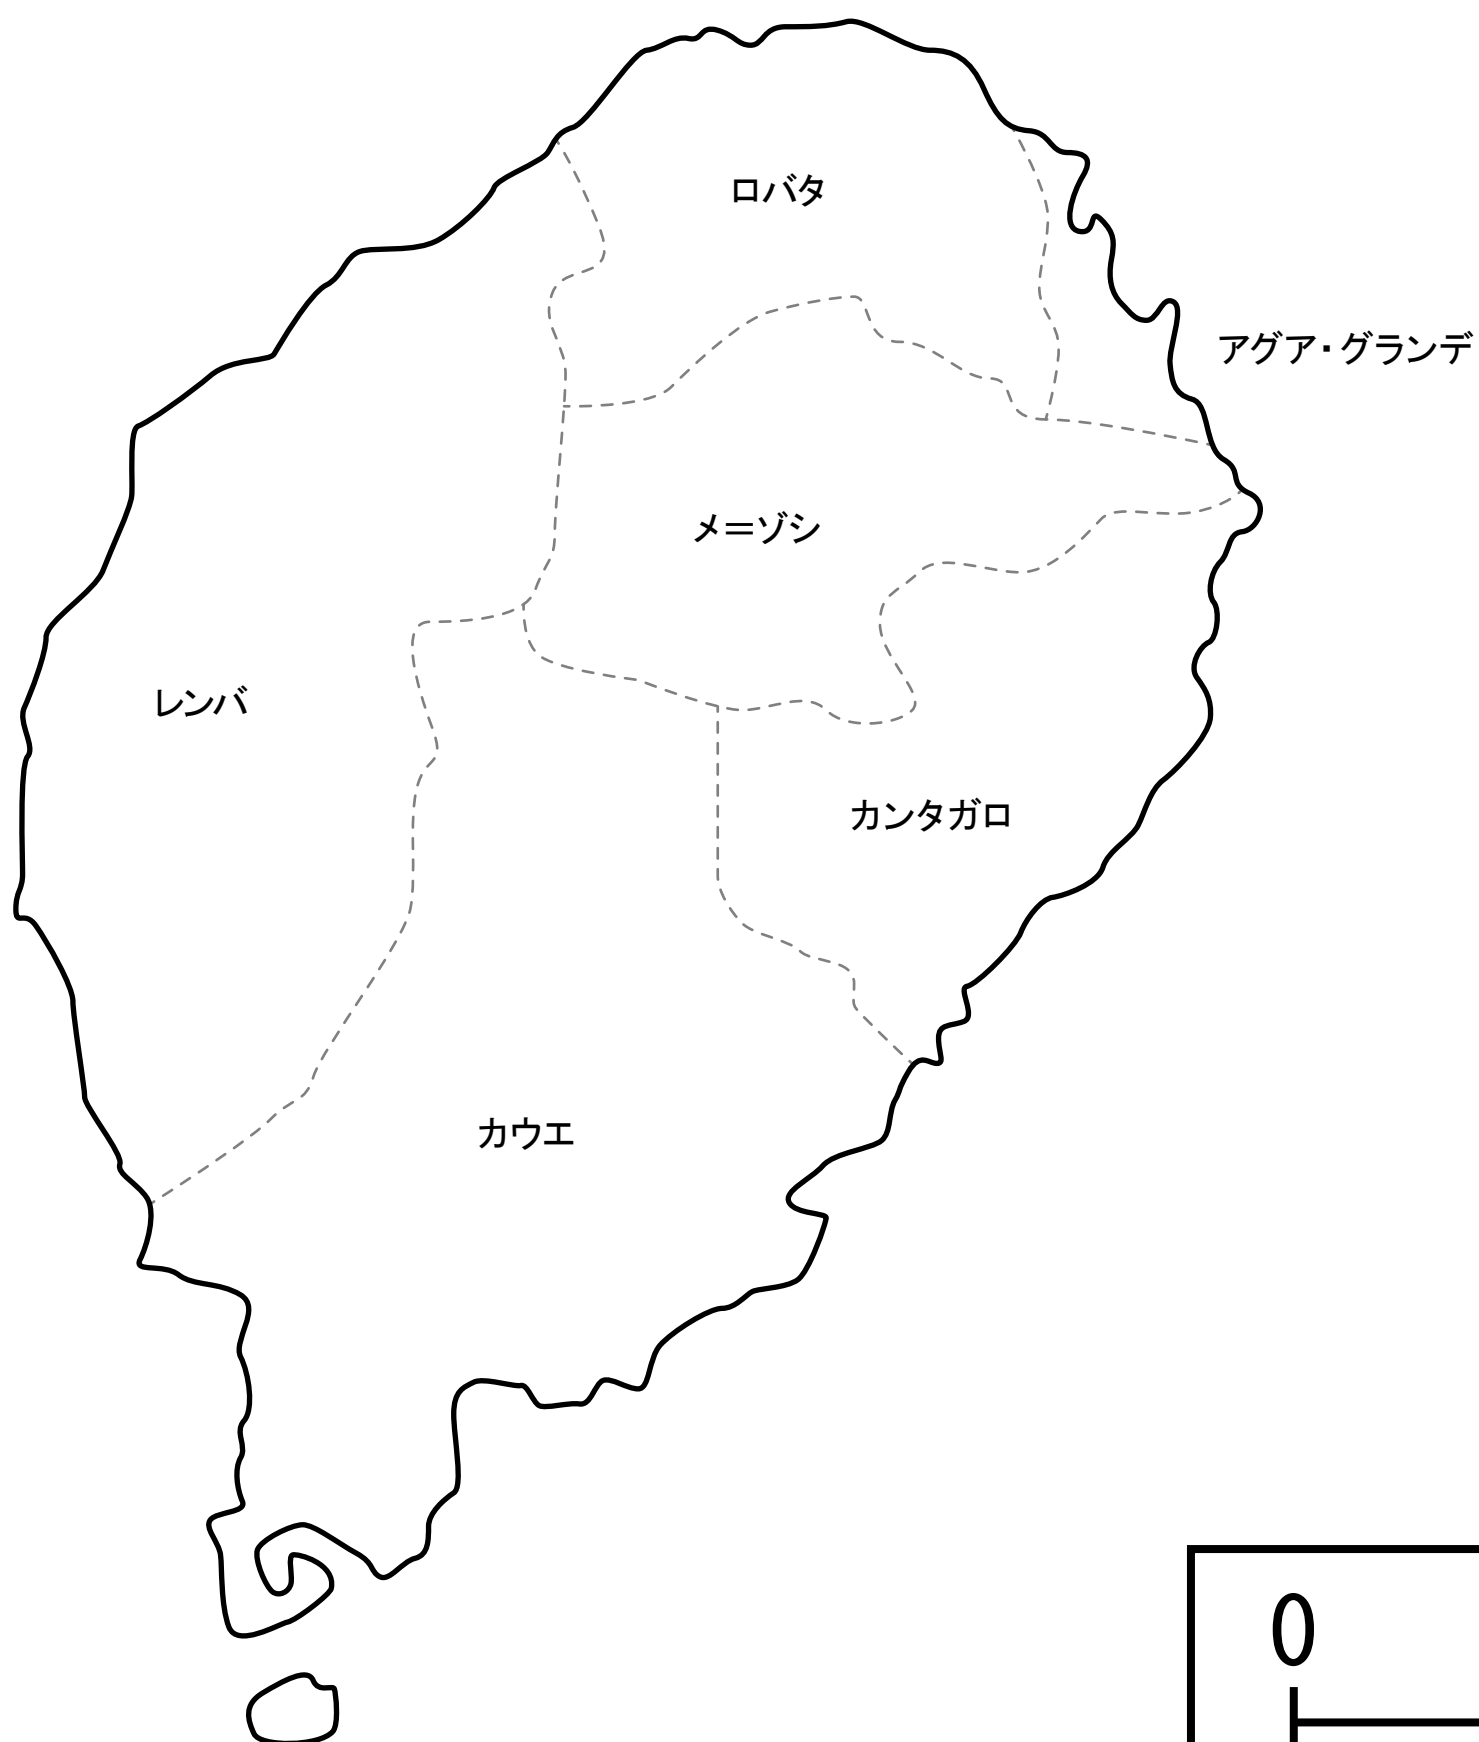 ロバタ
アグア・グランデ
メ＝ゾシ
レンバ
カンタガロ
カウエ
0